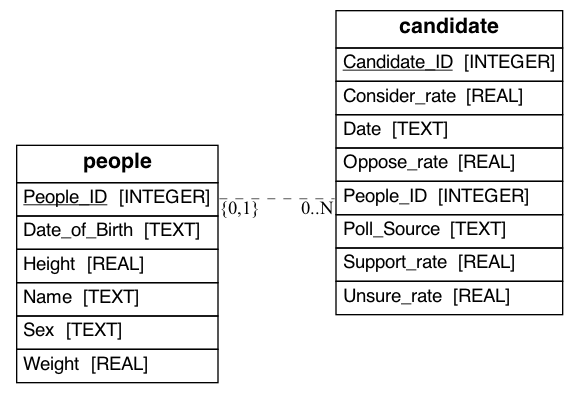 people
People_ID [INTEGER]
Date_of_Birth [TEXT]
Height [REAL]
Name [TEXT]
Sex [TEXT]
Weight [REAL]
{0,1}
0..N
candidate
Candidate_ID [INTEGER]
Consider_rate [REAL]
Date [TEXT]
Oppose_rate [REAL]
People_ID [INTEGER]
Poll_Source [TEXT]
Support_rate [REAL]
Unsure_rate [REAL]